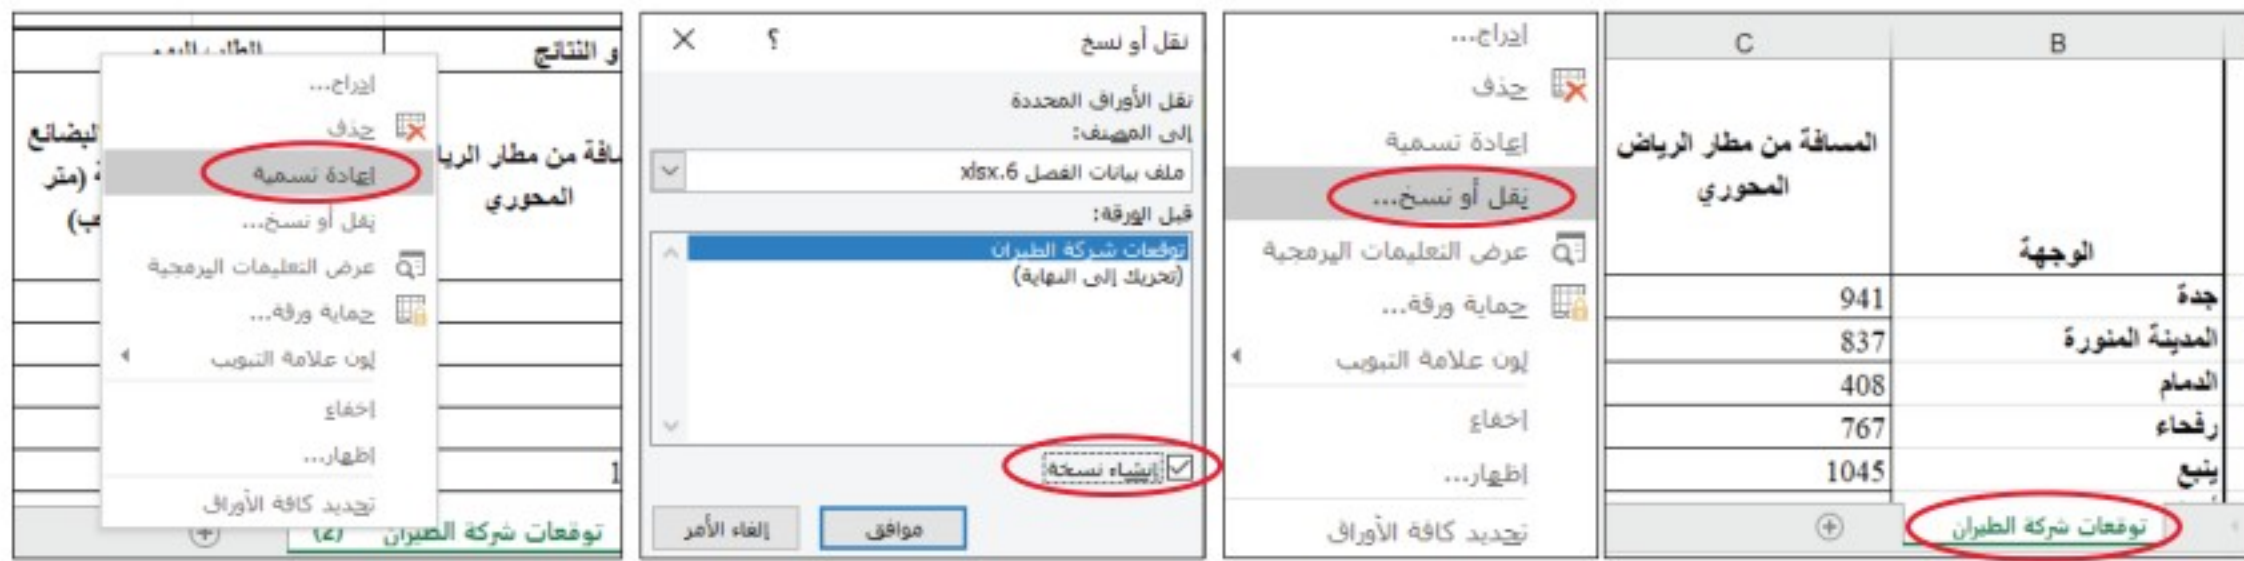 C B
المسافة من مطار الرياض المحوري
الوجهة
941 جدة
837 المدينة المنورة
408 الدمام
767 رفحاء
1045 ينبع
توقعات شركة الطيران
إدراج...
حذف
إعادة تسمية
نقل أو نسخ...
عرض التعليمات البرمجية
حماية ورقة...
لون علامة التبويب
إخفاء
إظهار...
تحديد كافة الأوراق
نقل أو نسخ ؟
نقل الأوراق المحددة
إلى المصنف:
ملف بيانات الفصل 6.xlsx
قبل الورقة:
توقعات شركة الطيران
(تحريك إلى النهاية)
إنشاء نسخة
موافق
إلغاء الأمر
و النتائج
مطار الريا
المحوري
البضائع
(متر
إدراج...
حذف
إعادة تسمية
نقل أو نسخ...
عرض التعليمات البرمجية
حماية ورقة...
لون علامة التبويب
إخفاء
إظهار...
تحديد كافة الأوراق
توقعات شركة الطيران (2)